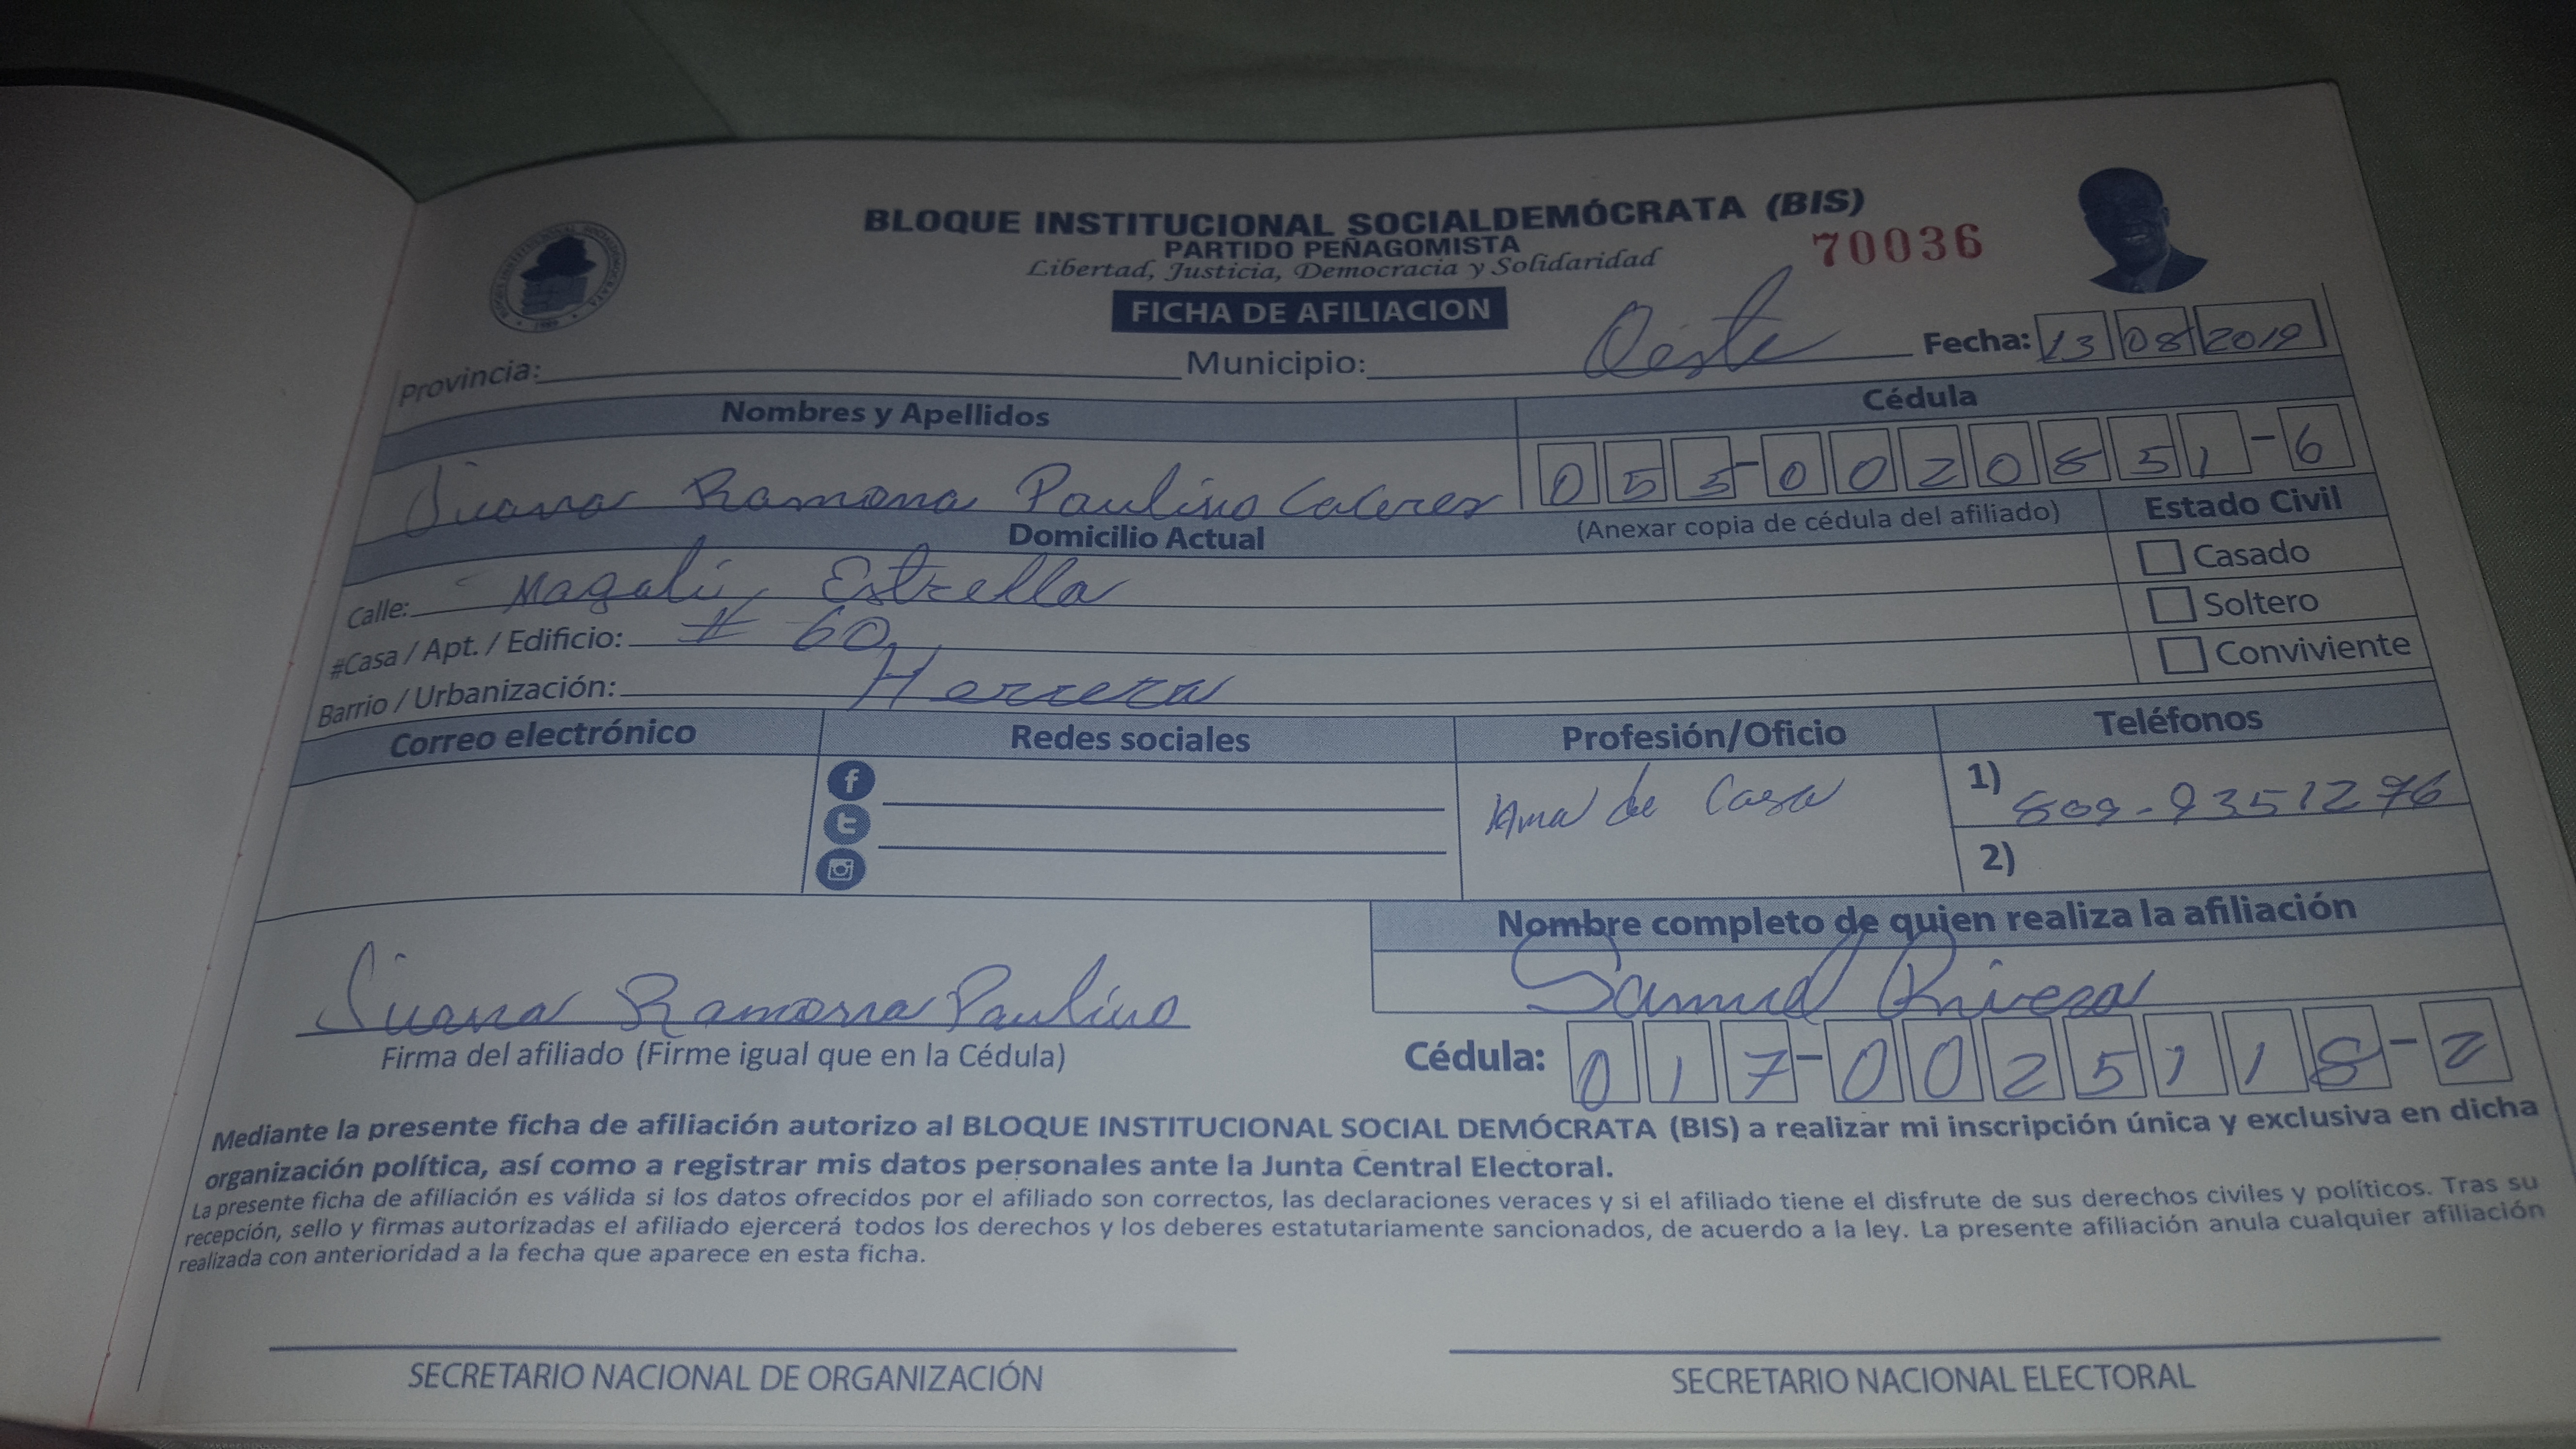 BLOQUE INSTITUCIONAL SOCIALDEMÓCRATA (BIS)
PARTIDO PEÑAGOMISTA
Libertad, Justicia, Democracia y Solidaridad
70036
FICHA DE AFILIACION
Provincia: Municipio: Oeste Fecha: 13 08 2019
Nombres y Apellidos Cédula
Juana Ramona Paulino Caceres 053-0020851-6
Domicilio Actual (Anexar copia de cédula del afiliado) Estado Civil
Calle: Magali Estrella Casado
#Casa / Apt. / Edificio: # 60 Soltero
Barrio / Urbanización: Herrera Conviviente
Correo electrónico Redes sociales Profesión/Oficio Teléfonos
Ama de Casa 1) 809-9351276
2)
Nombre completo de quien realiza la afiliación
Juana Ramona Paulino Samuel Rivera
Firma del afiliado (Firme igual que en la Cédula) Cédula: 017-0025118-2
Mediante la presente ficha de afiliación autorizo al BLOQUE INSTITUCIONAL SOCIAL DEMÓCRATA (BIS) a realizar mi inscripción única y exclusiva en dicha
organización política, así como a registrar mis datos personales ante la Junta Central Electoral.
La presente ficha de afiliación es válida si los datos ofrecidos por el afiliado son correctos, las declaraciones veraces y si el afiliado tiene el disfrute de sus derechos civiles y políticos. Tras su
recepción, sello y firmas autorizadas el afiliado ejercerá todos los derechos y los deberes estatutariamente sancionados, de acuerdo a la ley. La presente afiliación anula cualquier afiliación
realizada con anterioridad a la fecha que aparece en esta ficha.
SECRETARIO NACIONAL DE ORGANIZACIÓN SECRETARIO NACIONAL ELECTORAL